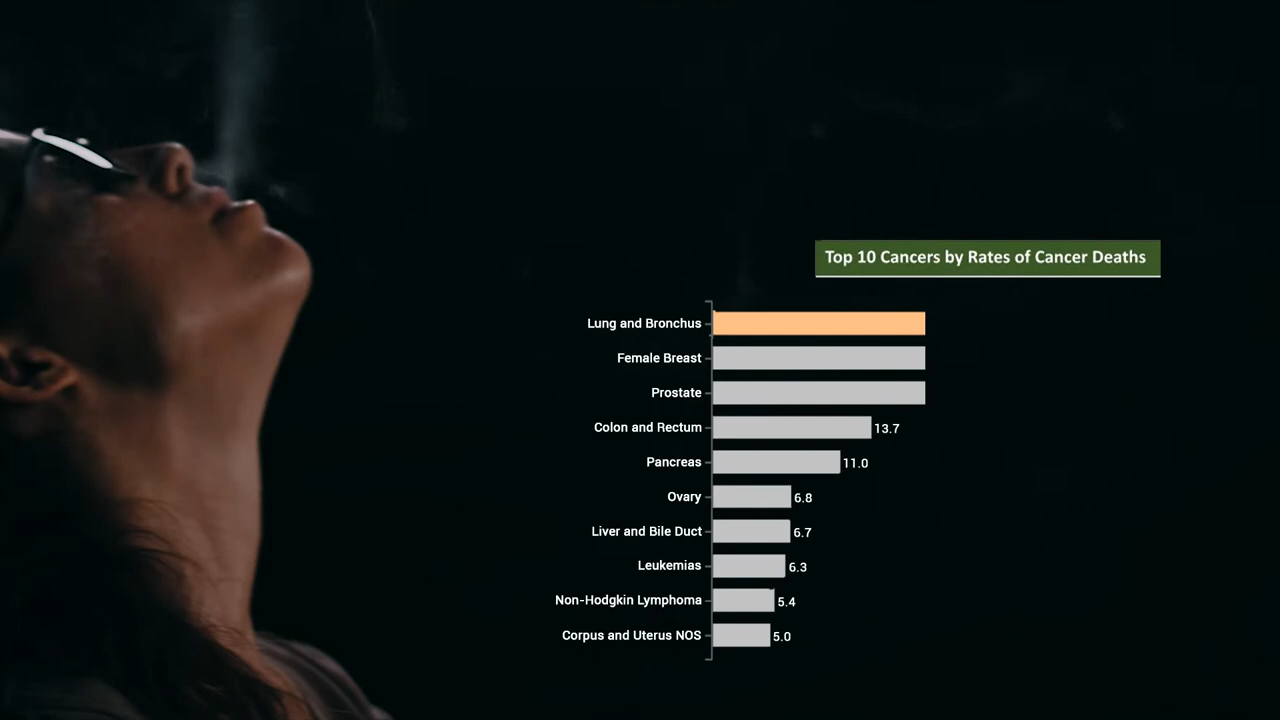 Top 10 Cancers by Rates of Cancer Deaths
Lung and Bronchus
Female Breast
Prostate
Colon and Rectum 13.7
Pancreas 11.0
Ovary 6.8
Liver and Bile Duct 6.7
Leukemias 6.3
Non-Hodgkin Lymphoma 5.4
Corpus and Uterus NOS 5.0